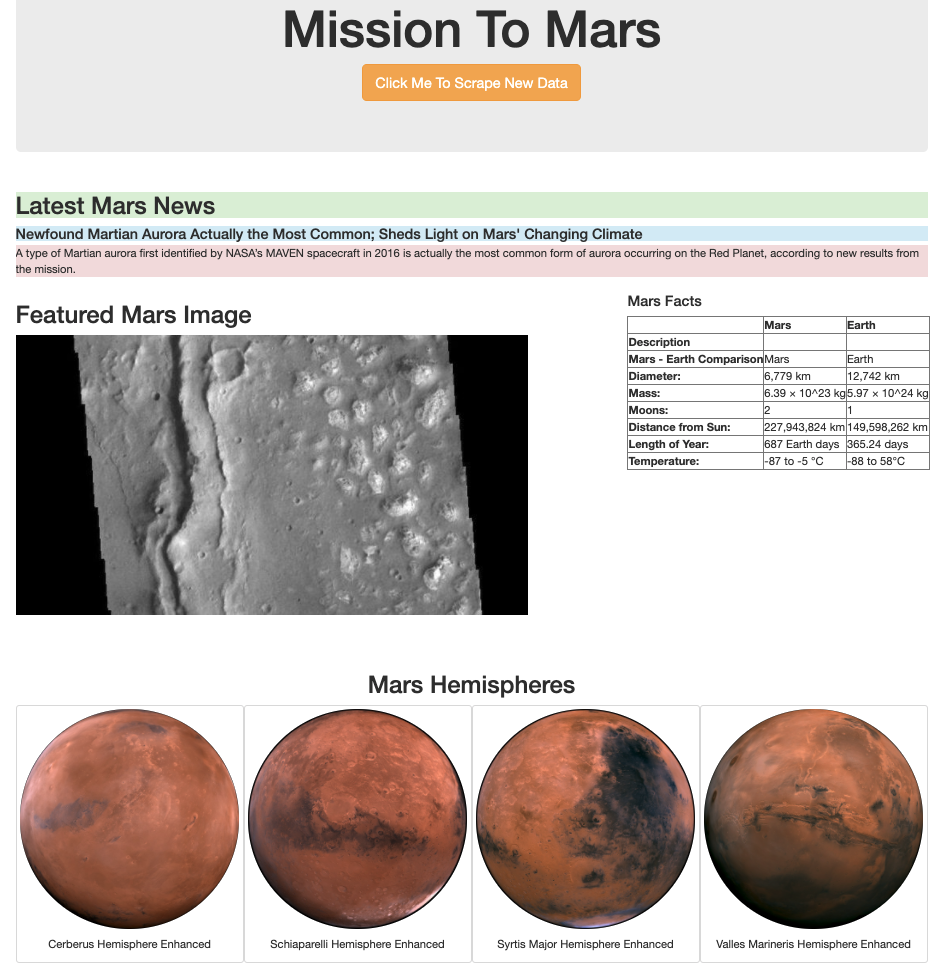 Mission To Mars
Click Me To Scrape New Data
Latest Mars News
Newfound Martian Aurora Actually the Most Common; Sheds Light on Mars' Changing Climate
A type of Martian aurora first identified by NASA's MAVEN spacecraft in 2016 is actually the most common form of aurora occurring on the Red Planet, according to new results from
the mission.
Featured Mars Image
Mars Facts
Mars Earth
Description
Mars - Earth Comparison Mars Earth
Diameter: 6,779 km 12,742 km
Mass: 6.39 × 10^23 kg 5.97 × 10^24 kg
Moons: 2 1
Distance from Sun: 227,943,824 km 149,598,262 km
Length of Year: 687 Earth days 365.24 days
Temperature: -87 to -5 °C -88 to 58°C
Mars Hemispheres
Cerberus Hemisphere Enhanced Schiaparelli Hemisphere Enhanced Syrtis Major Hemisphere Enhanced Valles Marineris Hemisphere Enhanced